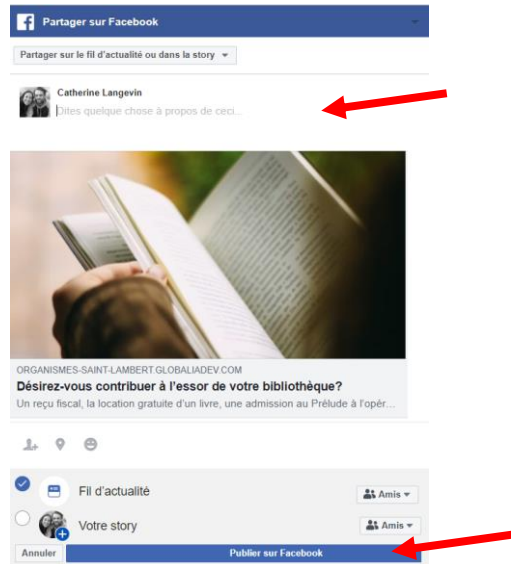 Partager sur Facebook
Partager sur le fil d'actualité ou dans la story
Catherine Langevin
Dites quelque chose à propos de ceci...
ORGANISMES-SAINT-LAMBERT.GLOBALIADEV.COM
Désirez-vous contribuer à l'essor de votre bibliothèque?
Un reçu fiscal, la location gratuite d'un livre, une admission au Prélude à l'opér...
Fil d'actualité
Amis
Votre story
Amis
Annuler
Publier sur Facebook